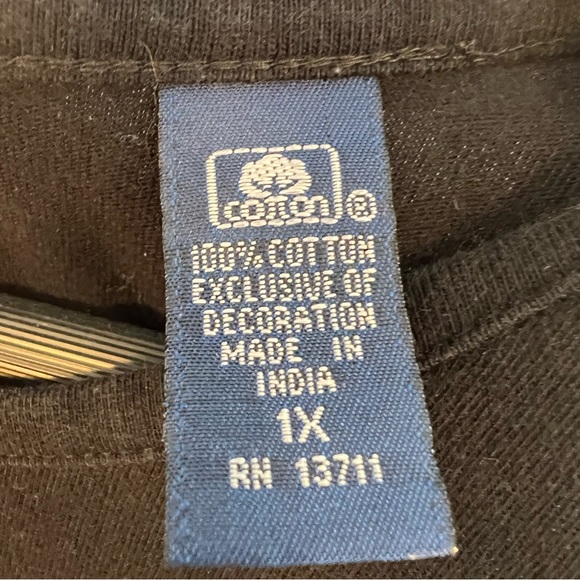 cotton ®
100% COTTON
EXCLUSIVE OF
DECORATION
MADE IN
INDIA
1X
RN 13711